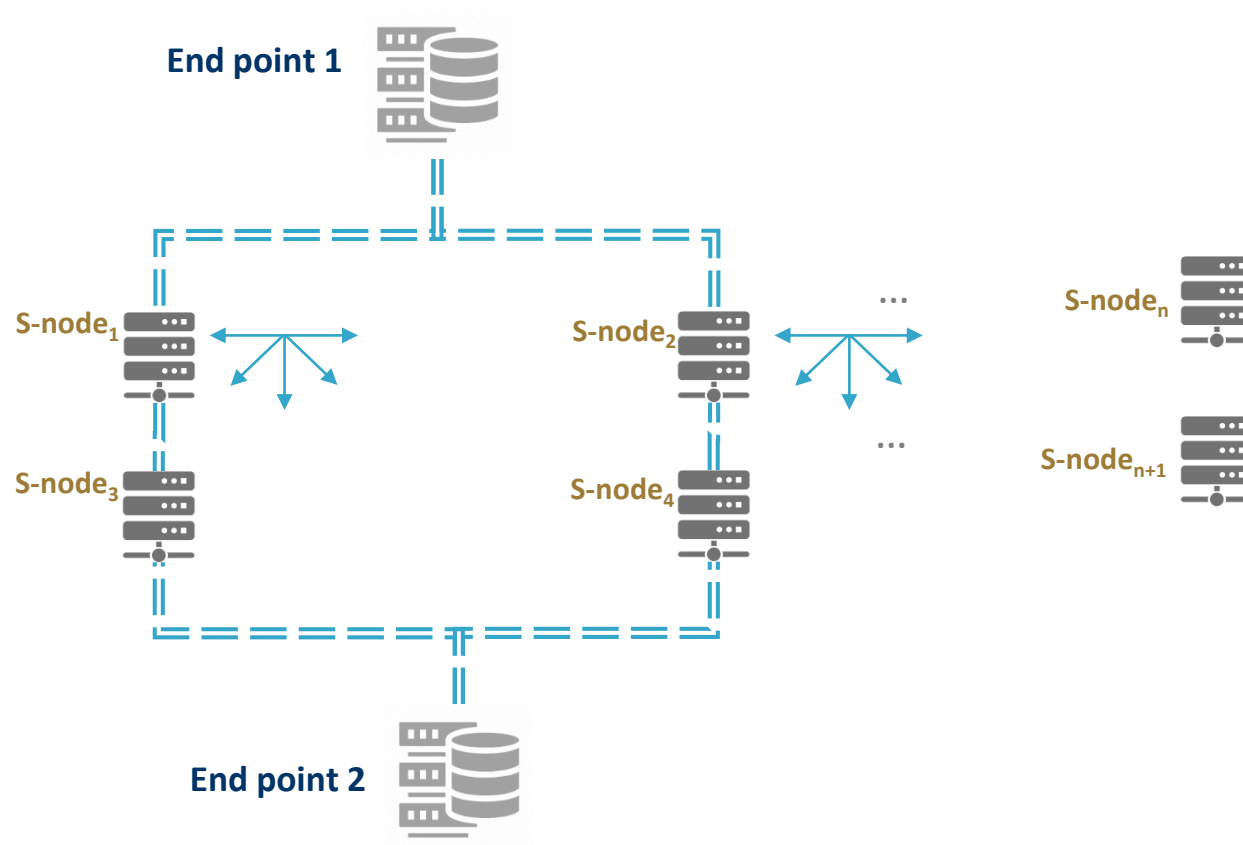 End point 1
S-node1
S-node2
...
S-noden
S-node3
S-node4
...
S-noden+1
End point 2